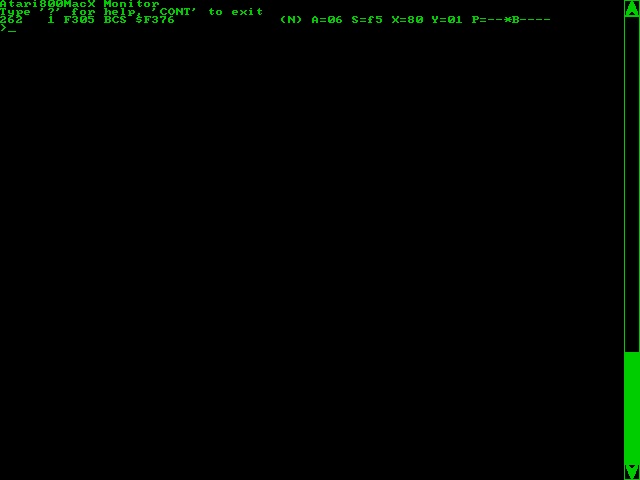 Atari800MacX Monitor
Type '?' for help, 'CONT' to exit
262 1 F305 BCS $F376 (N) A=06 S=f5 X=80 Y=01 P=--*B----
>_